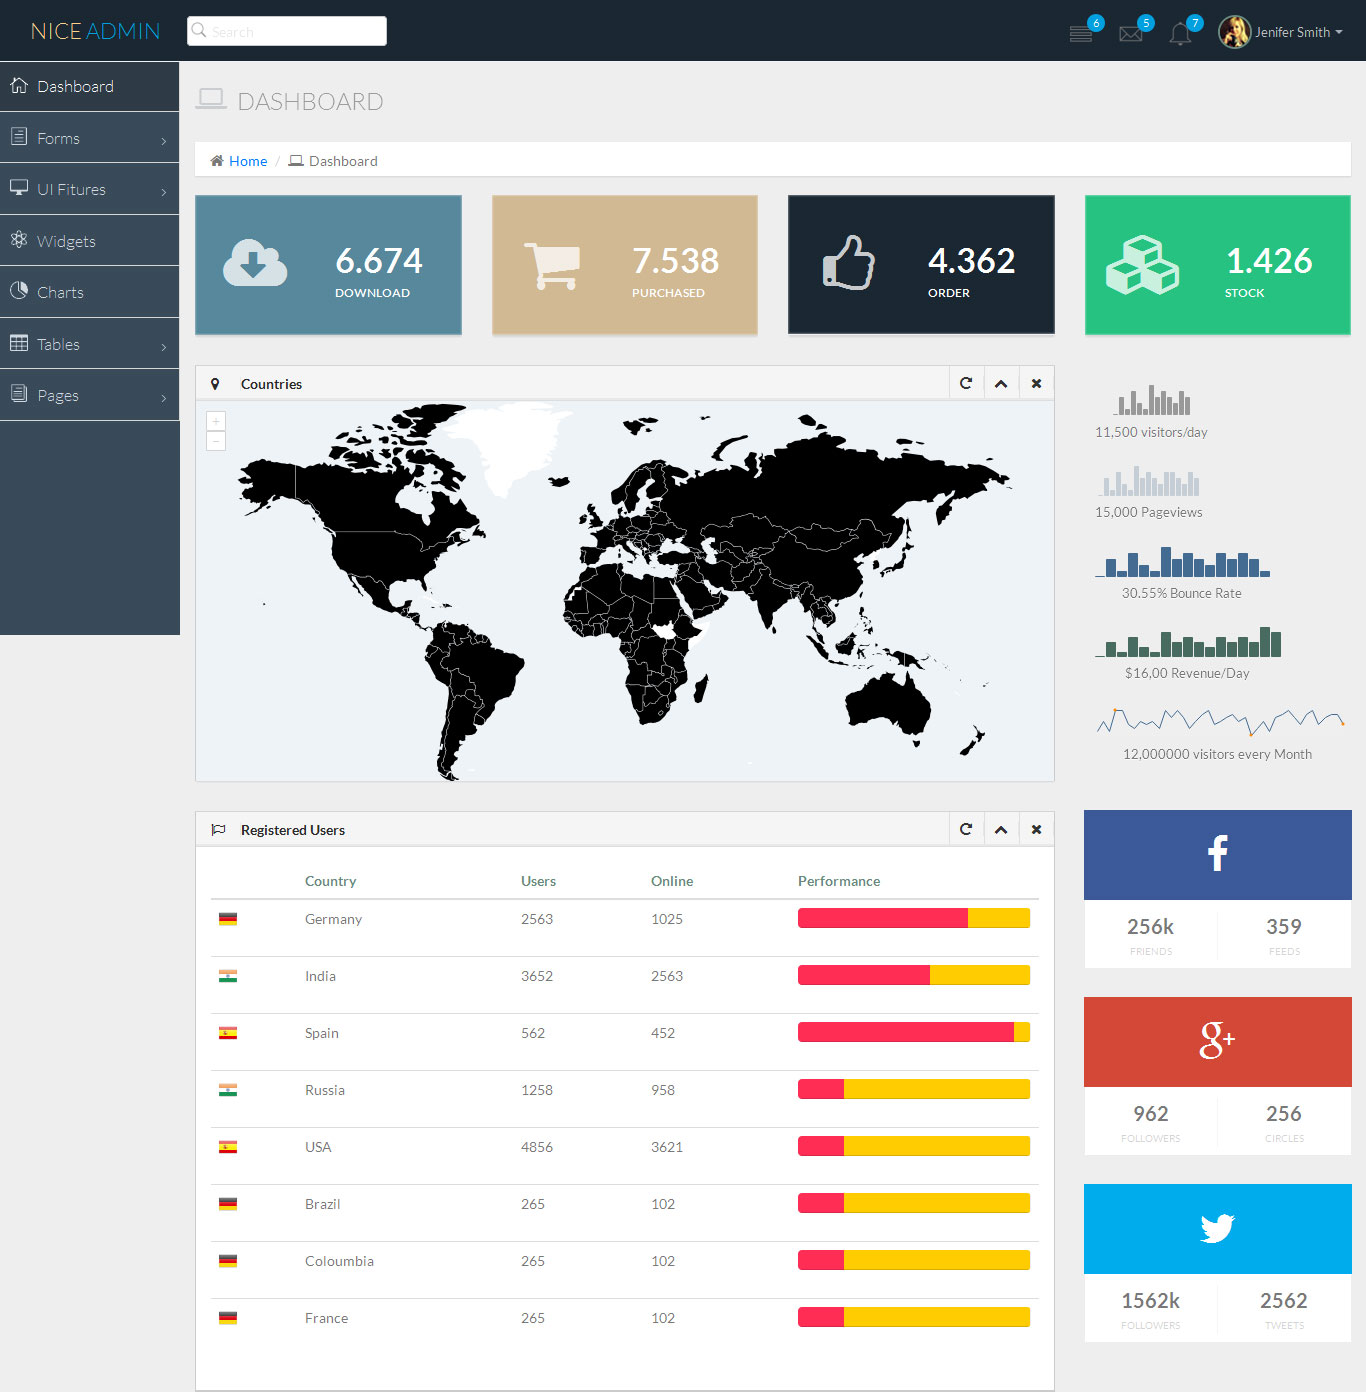 NICE ADMIN
Search
6
5
7
Jenifer Smith
Dashboard
Forms
UI Fitures
Widgets
Charts
Tables
Pages
DASHBOARD
Home / Dashboard
6.674
DOWNLOAD
7.538
PURCHASED
4.362
ORDER
1.426
STOCK
Countries
+
−
11,500 visitors/day
15,000 Pageviews
30.55% Bounce Rate
$16,00 Revenue/Day
12,000000 visitors every Month
Registered Users
Country Users Online Performance
Germany 2563 1025
India 3652 2563
Spain 562 452
Russia 1258 958
USA 4856 3621
Brazil 265 102
Coloumbia 265 102
France 265 102
f
256k 359
FRIENDS FEEDS
g+
962 256
FOLLOWERS CIRCLES
1562k 2562
FOLLOWERS TWEETS